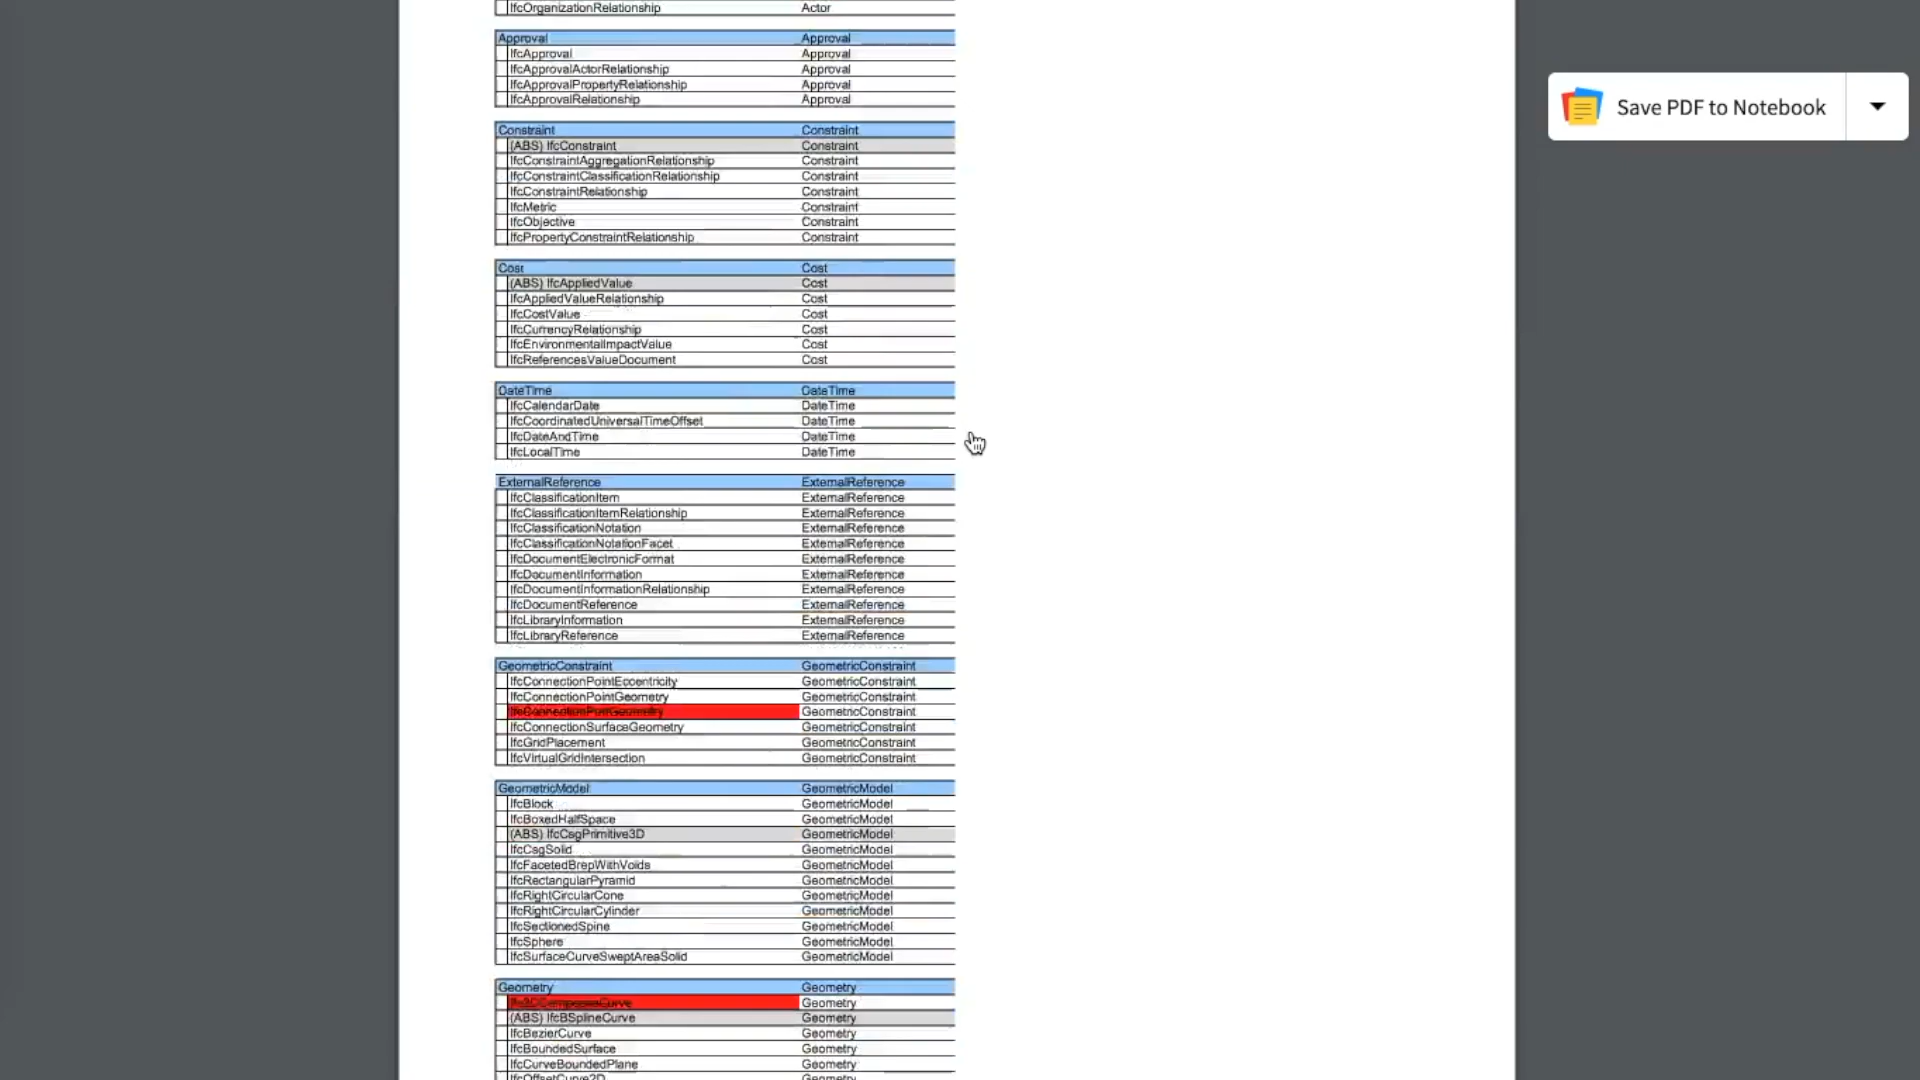 IfcOrganizationRelationship Actor
Approval Approval
IfcApproval Approval
IfcApprovalActorRelationship Approval
IfcApprovalPropertyRelationship Approval
IfcApprovalRelationship Approval
Save PDF to Notebook
Constraint Constraint
(ABS) IfcConstraint Constraint
IfcConstraintAggregationRelationship Constraint
IfcConstraintClassificationRelationship Constraint
IfcConstraintRelationship Constraint
IfcMetric Constraint
IfcObjective Constraint
IfcPropertyConstraintRelationship Constraint
Cost Cost
(ABS) IfcAppliedValue Cost
IfcAppliedValueRelationship Cost
IfcCostValue Cost
IfcCurrencyRelationship Cost
IfcEnvironmentalImpactValue Cost
IfcReferencesValueDocument Cost
DateTime DateTime
IfcCalendarDate DateTime
IfcCoordinatedUniversalTimeOffset DateTime
IfcDateAndTime DateTime
IfcLocalTime DateTime
ExternalReference ExternalReference
IfcClassificationItem ExternalReference
IfcClassificationItemRelationship ExternalReference
IfcClassificationNotation ExternalReference
IfcClassificationNotationFacet ExternalReference
IfcDocumentElectronicFormat ExternalReference
IfcDocumentInformation ExternalReference
IfcDocumentInformationRelationship ExternalReference
IfcDocumentReference ExternalReference
IfcLibraryInformation ExternalReference
IfcLibraryReference ExternalReference
GeometricConstraint GeometricConstraint
IfcConnectionPointEccentricity GeometricConstraint
IfcConnectionPointGeometry GeometricConstraint
IfcConnectionPortGeometry GeometricConstraint
IfcConnectionSurfaceGeometry GeometricConstraint
IfcGridPlacement GeometricConstraint
IfcVirtualGridIntersection GeometricConstraint
GeometricModel GeometricModel
IfcBlock GeometricModel
IfcBoxedHalfSpace GeometricModel
(ABS) IfcCsgPrimitive3D GeometricModel
IfcCsgSolid GeometricModel
IfcFacetedBrepWithVoids GeometricModel
IfcRectangularPyramid GeometricModel
IfcRightCircularCone GeometricModel
IfcRightCircularCylinder GeometricModel
IfcSectionedSpine GeometricModel
IfcSphere GeometricModel
IfcSurfaceCurveSweptAreaSolid GeometricModel
Geometry Geometry
Ifc2DCompositeCurve Geometry
(ABS) IfcBSplineCurve Geometry
IfcBezierCurve Geometry
IfcBoundedSurface Geometry
IfcCurveBoundedPlane Geometry
IfcOffsetCurve2D Geometry